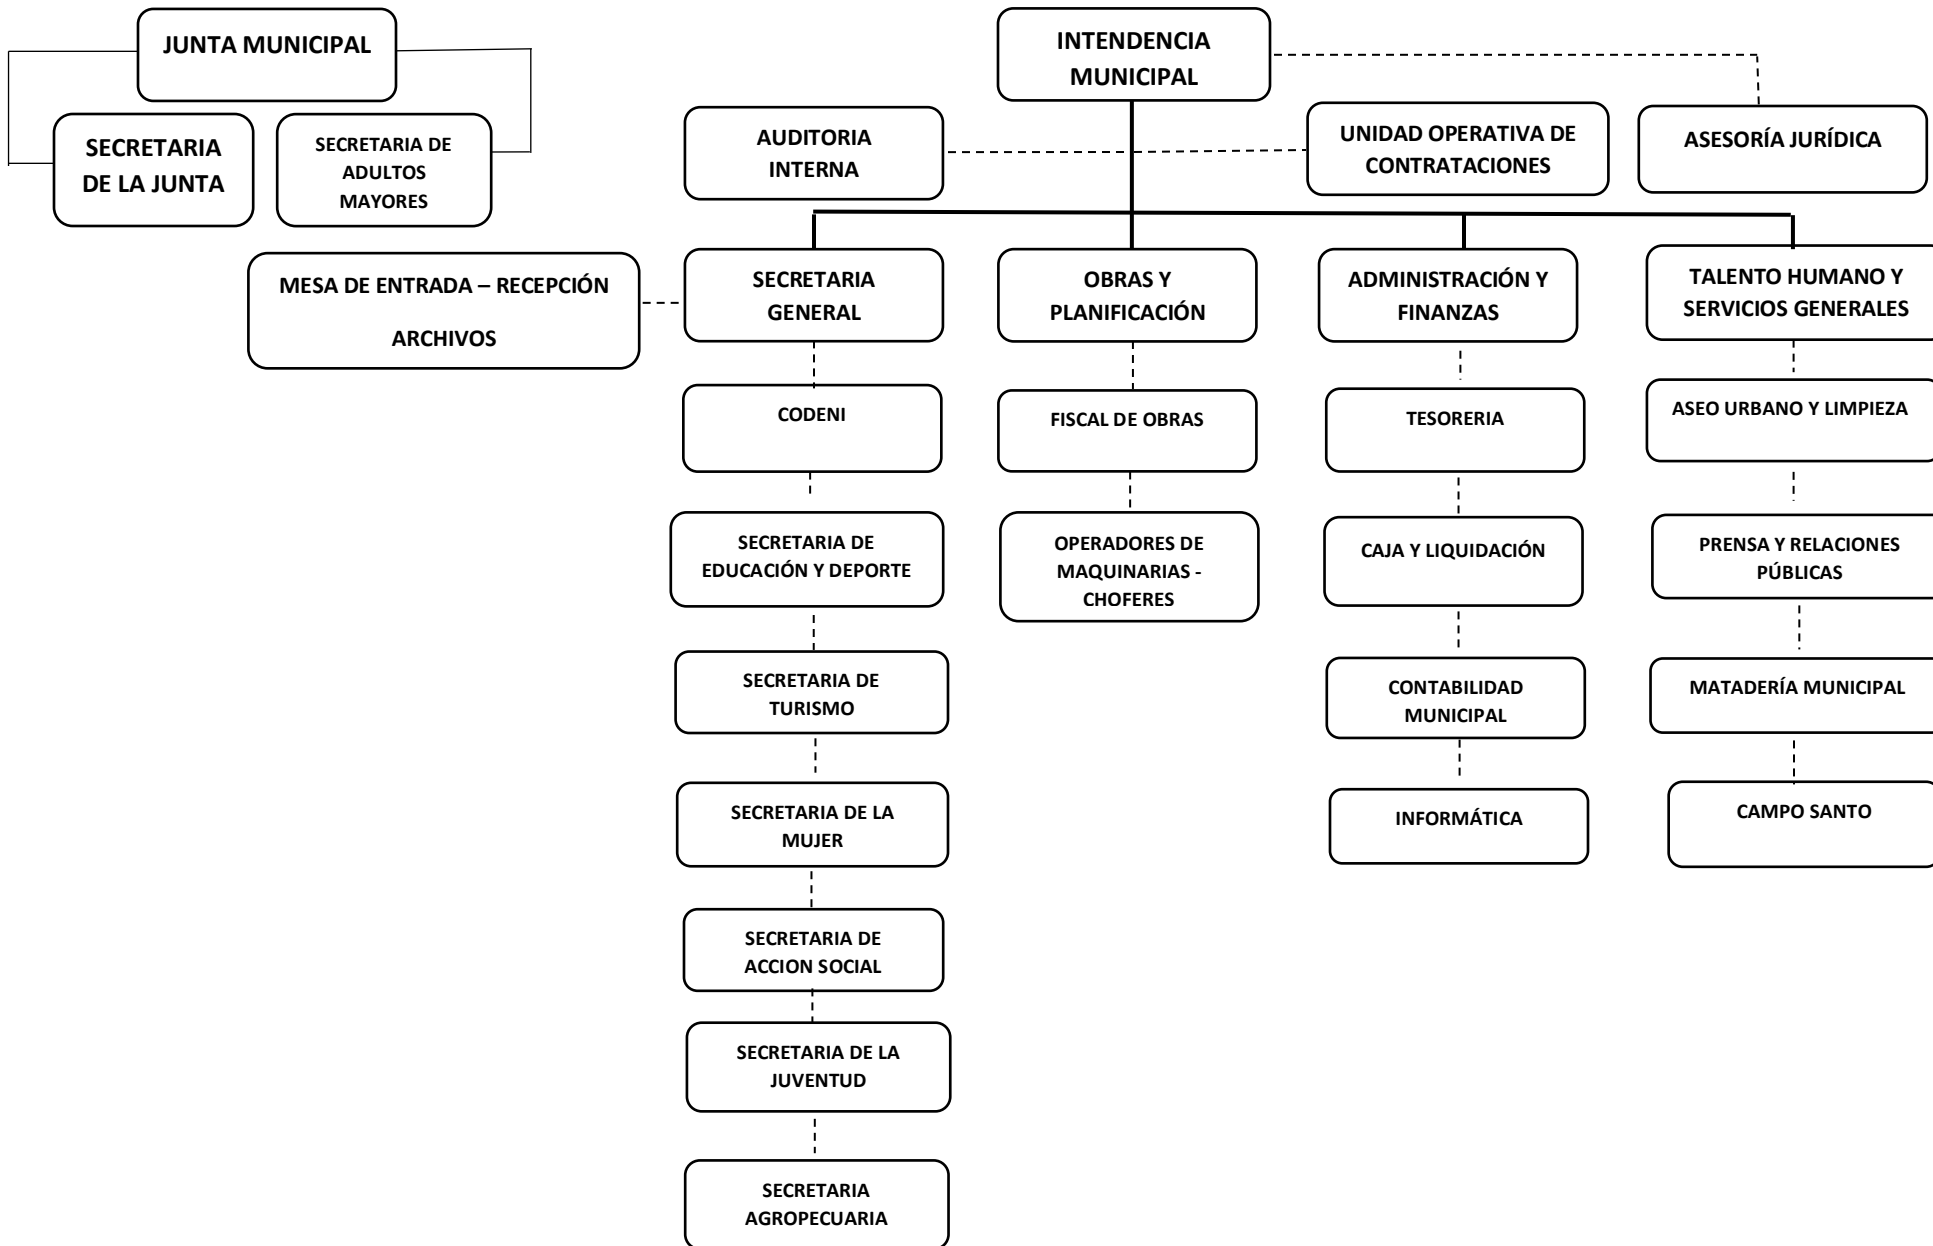 JUNTA MUNICIPAL
INTENDENCIA
MUNICIPAL
SECRETARIA
DE LA JUNTA
SECRETARIA DE
ADULTOS
MAYORES
AUDITORIA
INTERNA
UNIDAD OPERATIVA DE
CONTRATACIONES
ASESORÍA JURÍDICA
MESA DE ENTRADA – RECEPCIÓN
ARCHIVOS
SECRETARIA
GENERAL
OBRAS Y
PLANIFICACIÓN
ADMINISTRACIÓN Y
FINANZAS
TALENTO HUMANO Y
SERVICIOS GENERALES
CODENI
FISCAL DE OBRAS
TESORERIA
ASEO URBANO Y LIMPIEZA
SECRETARIA DE
EDUCACIÓN Y DEPORTE
OPERADORES DE
MAQUINARIAS -
CHOFERES
CAJA Y LIQUIDACIÓN
PRENSA Y RELACIONES
PÚBLICAS
SECRETARIA DE
TURISMO
CONTABILIDAD
MUNICIPAL
MATADERÍA MUNICIPAL
SECRETARIA DE LA
MUJER
INFORMÁTICA
CAMPO SANTO
SECRETARIA DE
ACCION SOCIAL
SECRETARIA DE LA
JUVENTUD
SECRETARIA
AGROPECUARIA